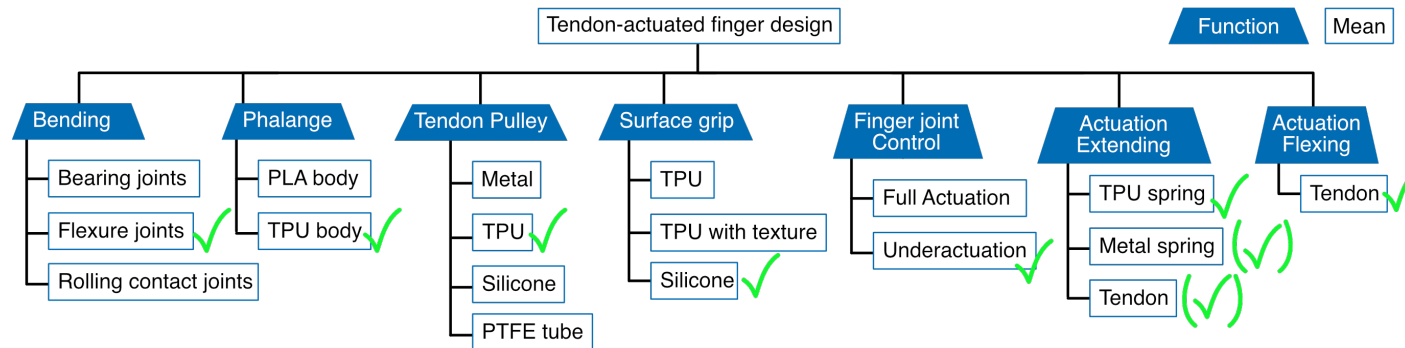 Tendon-actuated finger design
Function
Mean
Bending
Bearing joints
Flexure joints
Rolling contact joints
Phalange
PLA body
TPU body
Tendon Pulley
Metal
TPU
Silicone
PTFE tube
Surface grip
TPU
TPU with texture
Silicone
Finger joint
Control
Full Actuation
Underactuation
Actuation
Extending
TPU spring
Metal spring
Tendon
Actuation
Flexing
Tendon